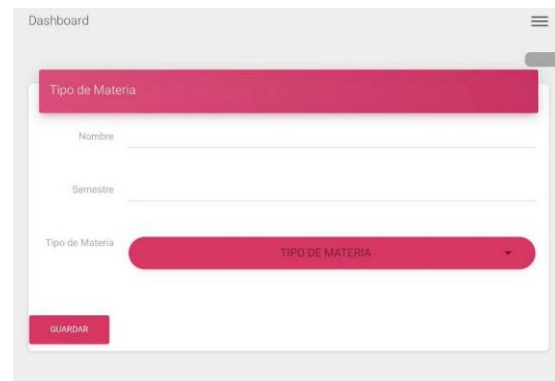 Dashboard
Tipo de Materia
Nombre
Semestre
Tipo de Materia
TIPO DE MATERIA
GUARDAR